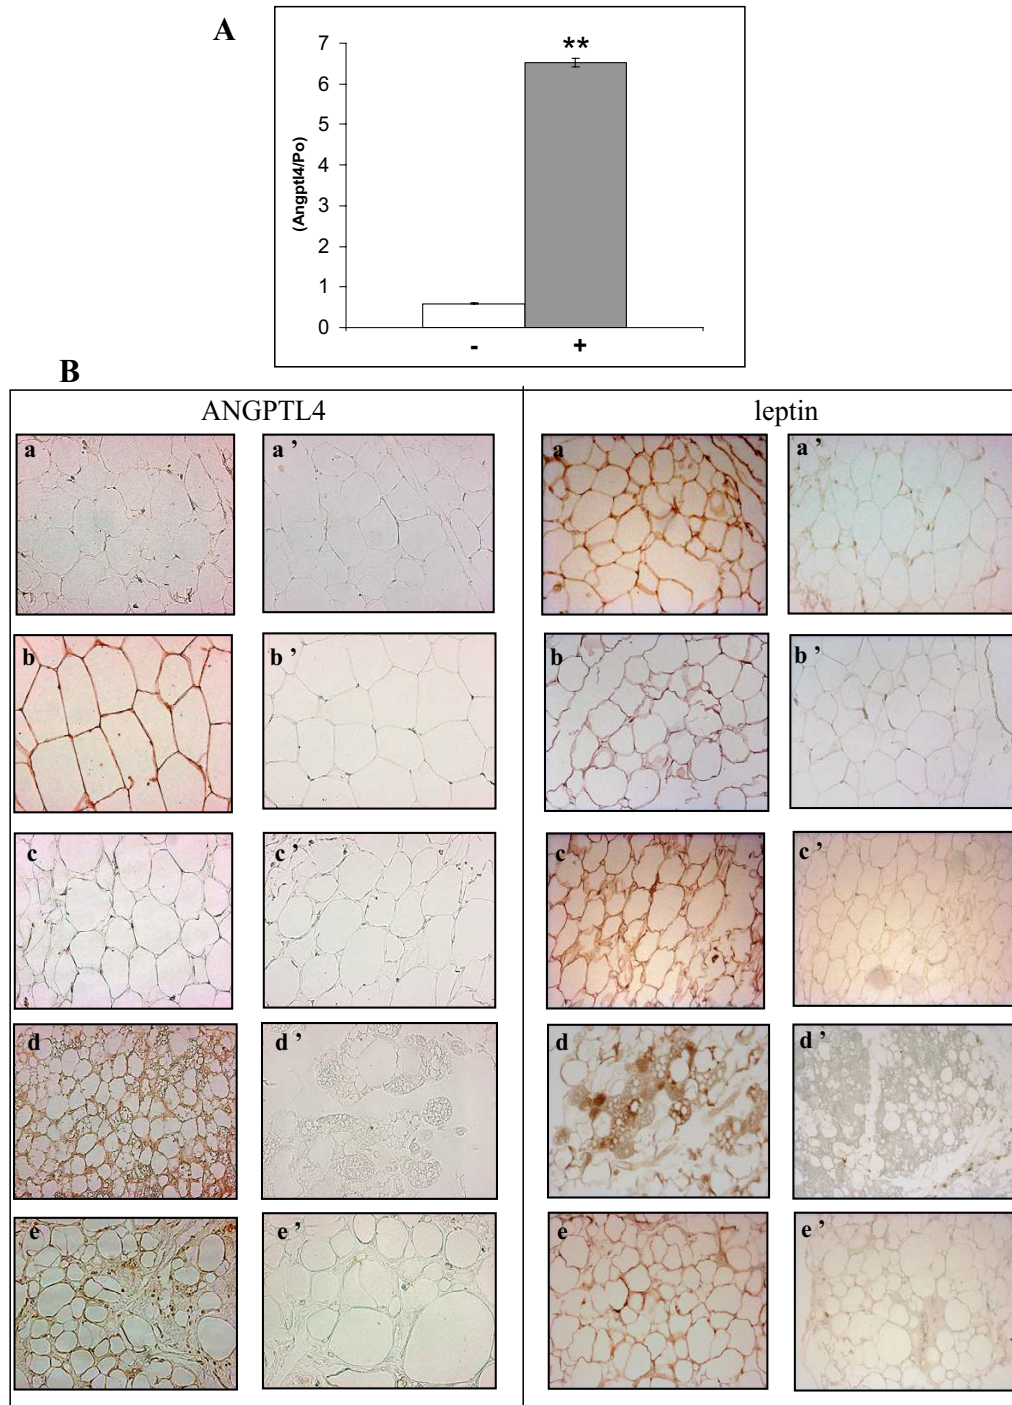 A
7
**
6
5
4
3
2
1
0
(Angptl4/Po)
- +
B
ANGPTL4 leptin
a a ’ a a ’
b b ’ b b ’
c c ’ c c ’
d d ’ d d ’
e e ’ e e ’